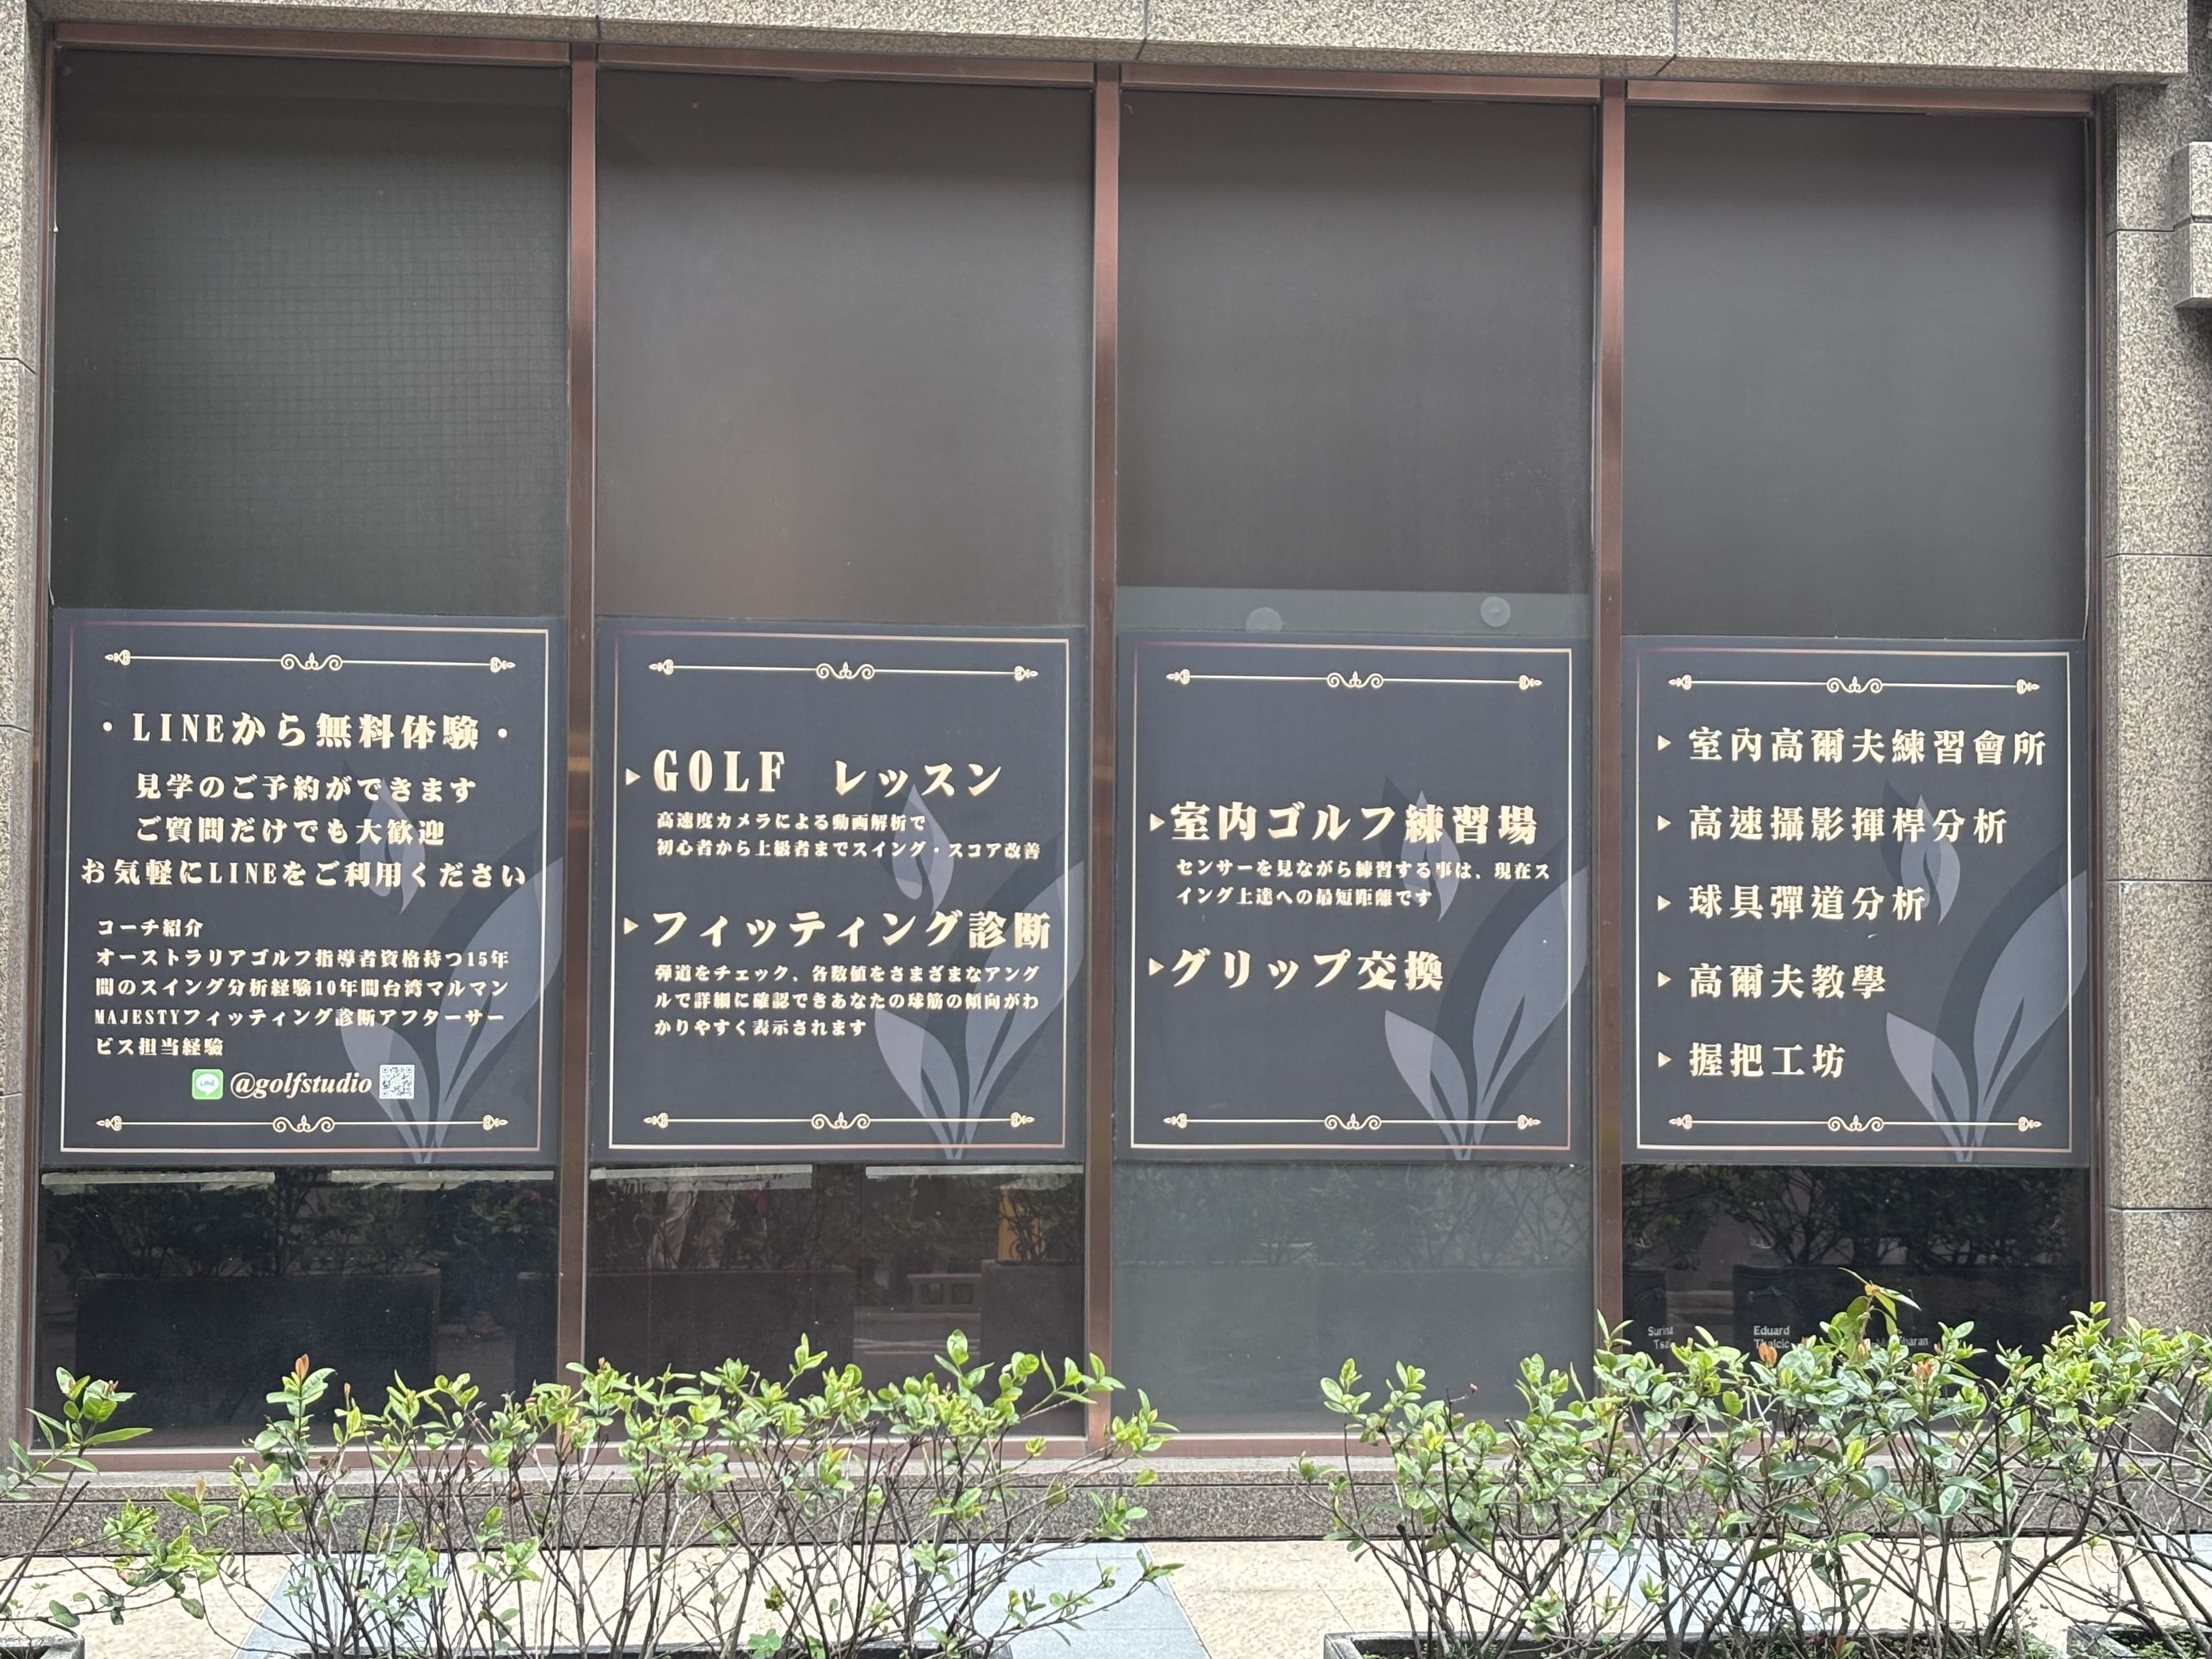 ・LINEから無料体験・
見学のご予約ができます
ご質問だけでも大歓迎
お気軽にLINEをご利用ください
コーチ紹介
オーストラリアゴルフ指導者資格持つ15年
間のスイング分析経験10年間台湾マルマン
MAJESTYフィッティング診断アフターサー
ビス担当経験
LINE @golfstudio
GOLF レッスン
高速度カメラによる動画解析で
初心者から上級者までスイング・スコア改善
フィッティング診断
弾道をチェック、各数値をさまざまなアング
ルで詳細に確認できあなたの球筋の傾向がわ
かりやすく表示されます
室内ゴルフ練習場
センサーを見ながら練習する事は、現在ス
イング上達への最短距離です
グリップ交換
室內高爾夫練習會所
高速攝影揮桿分析
球具彈道分析
高爾夫教學
握把工坊
Eduard